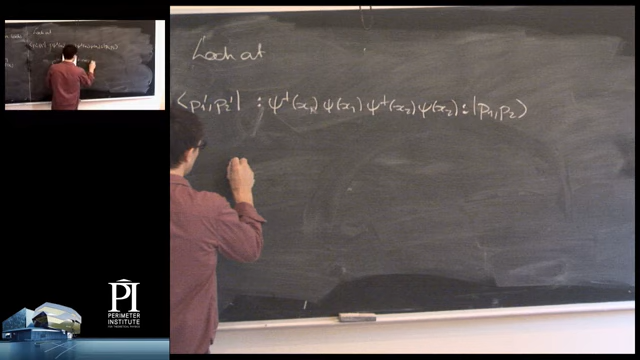 Look at
⟨p₁', p₂'| :ψ†(x₁) ψ(x₁) ψ†(x₂) ψ(x₂): |p₁, p₂⟩
PI
PERIMETER
INSTITUTE
FOR THEORETICAL PHYSICS